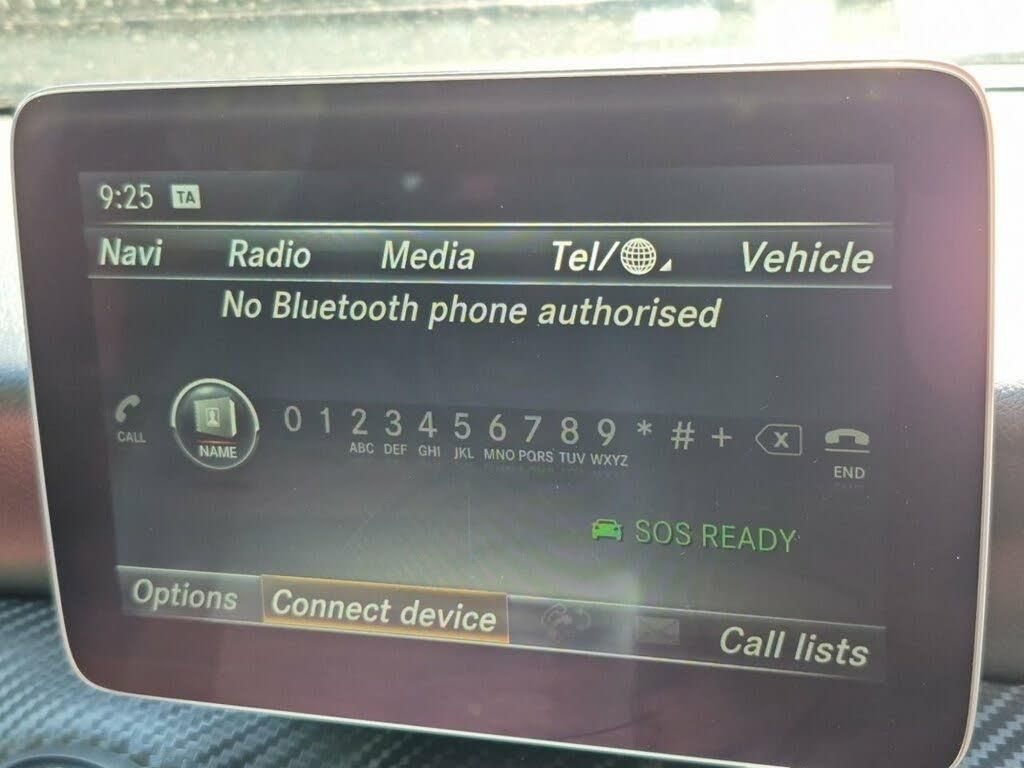 9:25 TA
Navi Radio Media Tel/ Vehicle
No Bluetooth phone authorised
0 1 2 3 4 5 6 7 8 9 * # + X
CALL NAME ABC DEF GHI JKL MNO PQRS TUV WXYZ END
SOS READY
Options Connect device Call lists